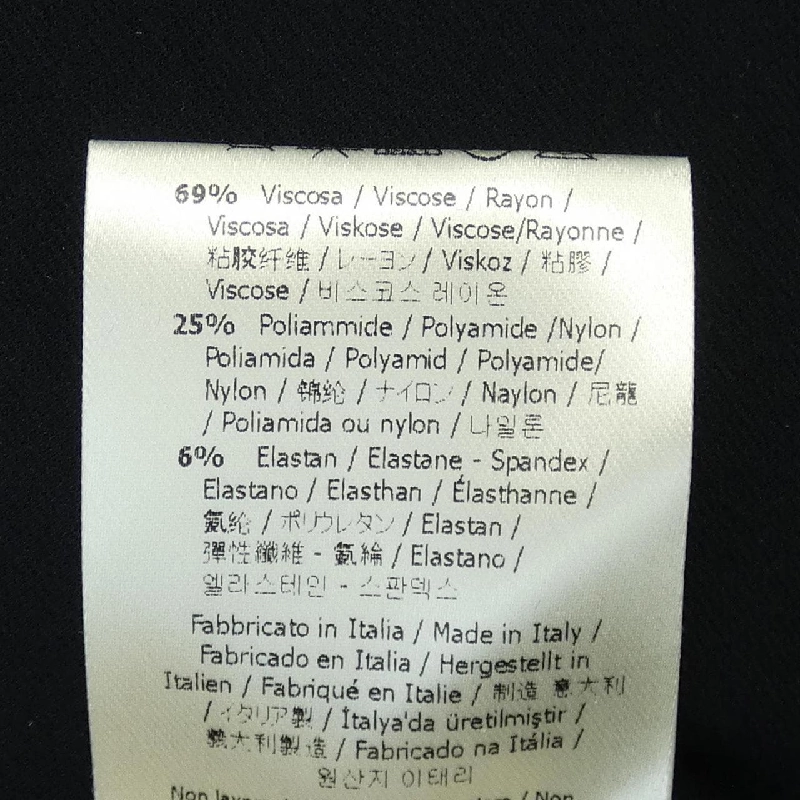 69% Viscosa / Viscose / Rayon /
Viscosa / Viskose / Viscose/Rayonne /
粘胶纤维 / レーヨン / Viskoz / 粘膠 /
Viscose / 비스코스 레이온
25% Poliammide / Polyamide /Nylon /
Poliamida / Polyamid / Polyamide/
Nylon / 锦纶 / ナイロン / Naylon / 尼龍
/ Poliamida ou nylon / 나일론
6% Elastan / Elastane - Spandex /
Elastano / Elasthan / Élasthanne /
氨纶 / ポリウレタン / Elastan /
彈性纖維 - 氨綸 / Elastano /
엘라스테인 - 스판덱스
Fabbricato in Italia / Made in Italy /
Fabricado en Italia / Hergestellt in
Italien / Fabriqué en Italie / 制造 意大利
/ イタリア製 / İtalya'da üretilmiştir /
義大利製造 / Fabricado na Itália /
원산지 이태리
Non / Non